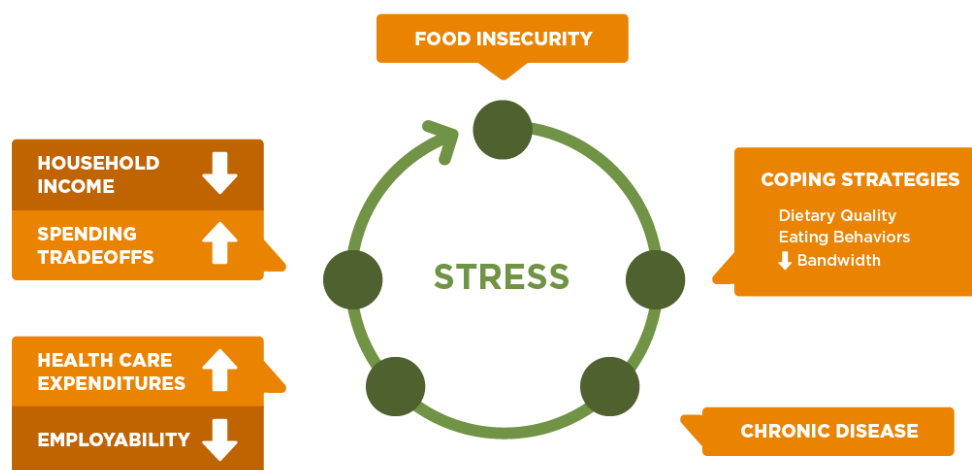 FOOD INSECURITY
HOUSEHOLD
INCOME
SPENDING
TRADEOFFS
COPING STRATEGIES
Dietary Quality
Eating Behaviors
Bandwidth
STRESS
HEALTH CARE
EXPENDITURES
EMPLOYABILITY
CHRONIC DISEASE